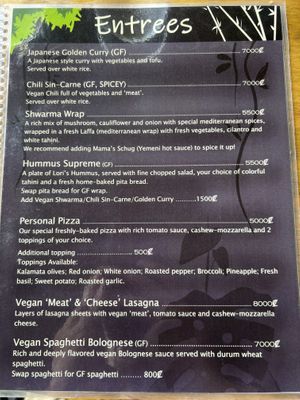 Entrees
Japanese Golden Curry (GF) 7000₡
A Japanese style curry with vegetables and tofu.
Served over white rice.
Chili Sin-Carne (GF, SPICEY) 7000₡
Vegan Chili full of vegetables and 'meat'.
Served over white rice.
Shwarma Wrap 5500₡
A rich mix of mushroom, cauliflower and onion with special mediterranean spices,
wrapped in a fresh Laffa (mediterranean wrap) with fresh vegetables, cilantro and
white tahini.
We recommend adding Mama's Schug (Yemeni hot sauce) to spice it up!
Hummus Supreme (GF) 5500₡
A plate of Lori's Hummus, served with fine chopped salad, your choice of colorful
tahini and a fresh home-baked pita bread.
Swap pita bread for GF wrap.
Add Vegan Shwarma/Chili Sin-Carne/Golden Curry .........1500₡
Personal Pizza 5000₡
Our special freshly-baked pizza with rich tomato sauce, cashew-mozzarella and 2
toppings of your choice.
Additional topping 500₡
Toppings Available:
Kalamata olives; Red onion; White onion; Roasted pepper; Broccoli; Pineapple; Fresh
basil; Sweet potato; Roasted garlic.
Vegan 'Meat' & 'Cheese' Lasagna 8000₡
Layers of lasagna sheets with vegan 'meat', tomato sauce and cashew-mozzarella
cheese.
Vegan Spaghetti Bolognese (GF) 7000₡
Rich and deeply flavored vegan Bolognese sauce served with durum wheat
spaghetti.
Swap spaghetti for GF spaghetti ......... 800₡